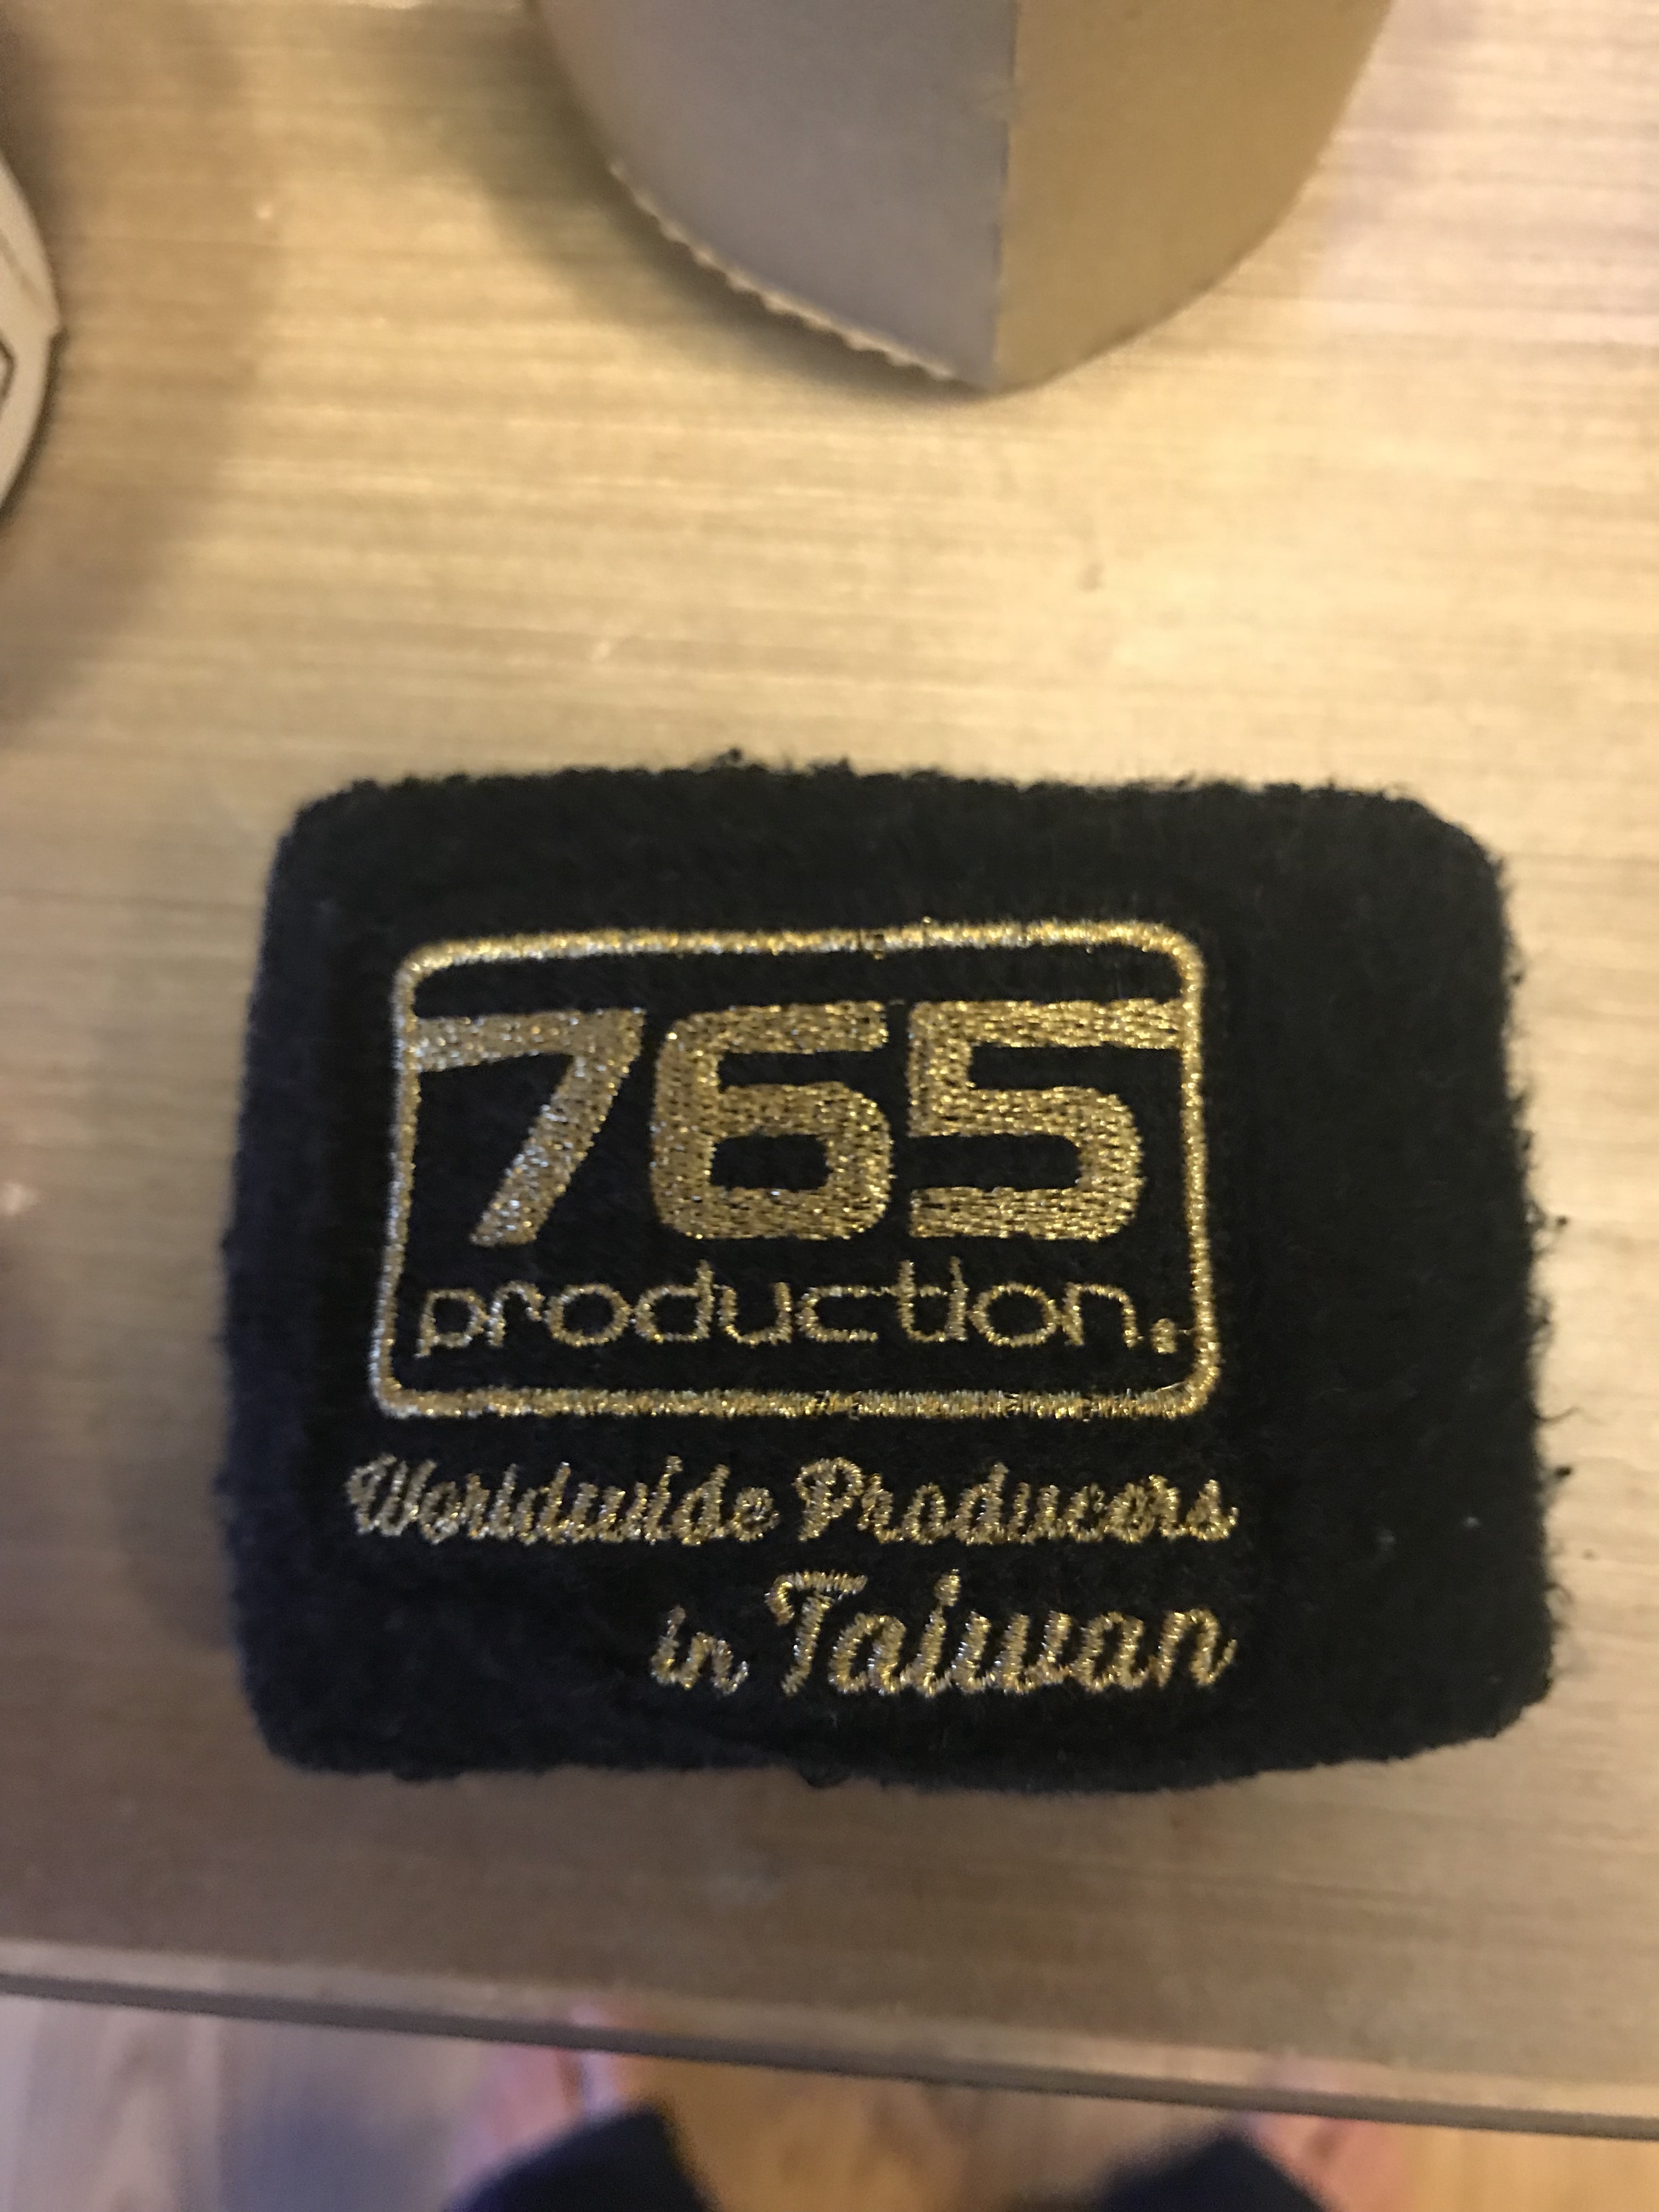 765
production.
Worldwide Producers
in Taiwan